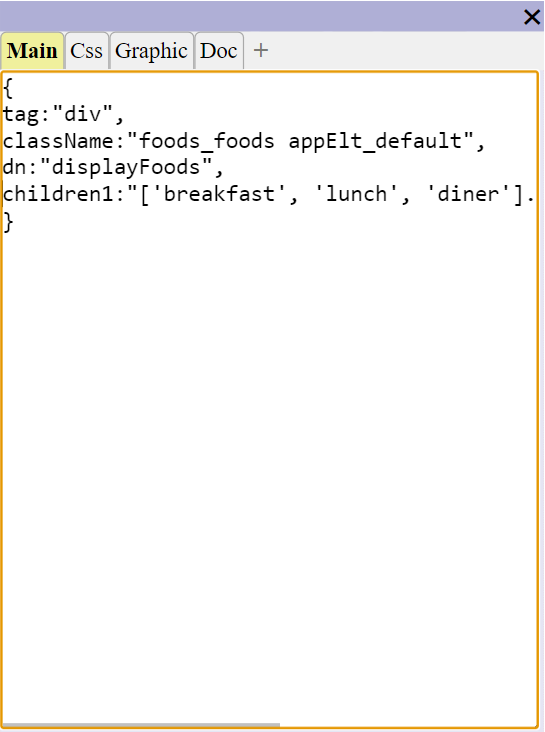 ×
Main Css Graphic Doc +
{
tag:"div",
className:"foods_foods appElt_default",
dn:"displayFoods",
children1:"['breakfast', 'lunch', 'diner'].
}